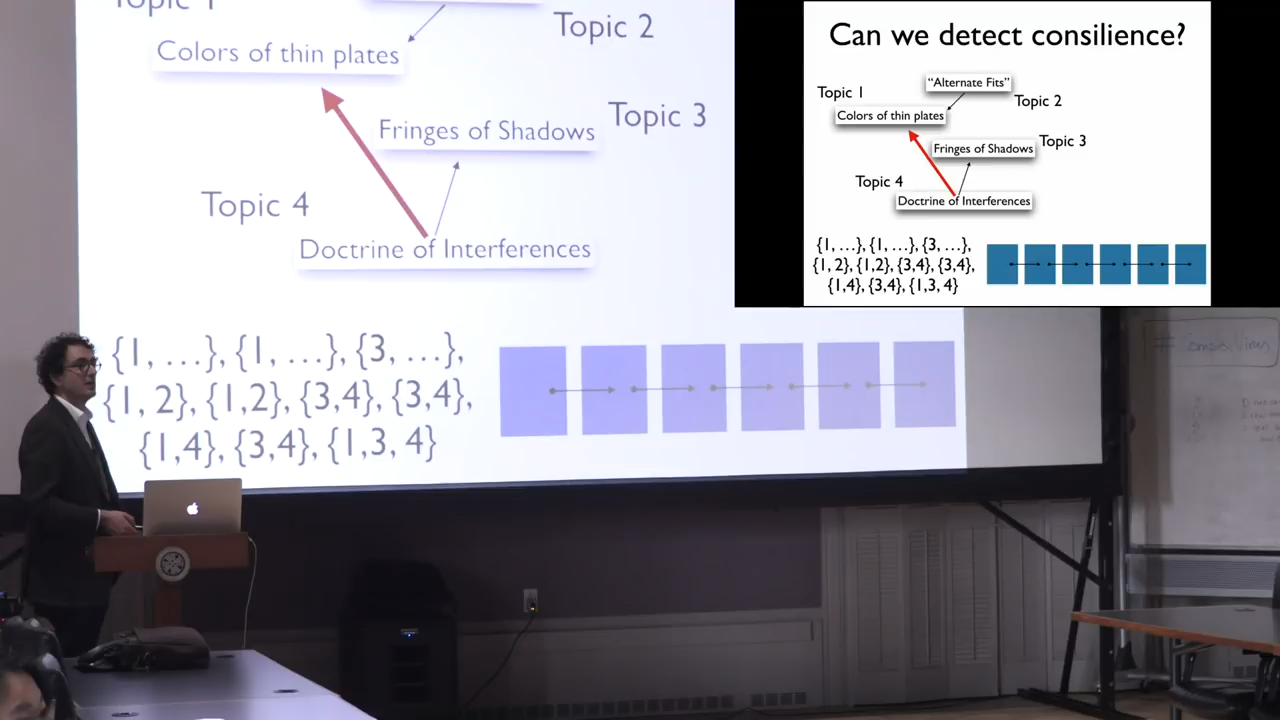 Topic 1
Topic 2
Colors of thin plates
Fringes of Shadows
Topic 3
Topic 4
Doctrine of Interferences
{1, …}, {1, …}, {3, …},
{1, 2}, {1,2}, {3,4}, {3,4},
{1,4}, {3,4}, {1,3, 4}
Can we detect consilience?
"Alternate Fits"
Topic 1
Topic 2
Colors of thin plates
Topic 3
Fringes of Shadows
Topic 4
Doctrine of Interferences
{1, …}, {1, …}, {3, …},
{1, 2}, {1,2}, {3,4}, {3,4},
{1,4}, {3,4}, {1,3, 4}